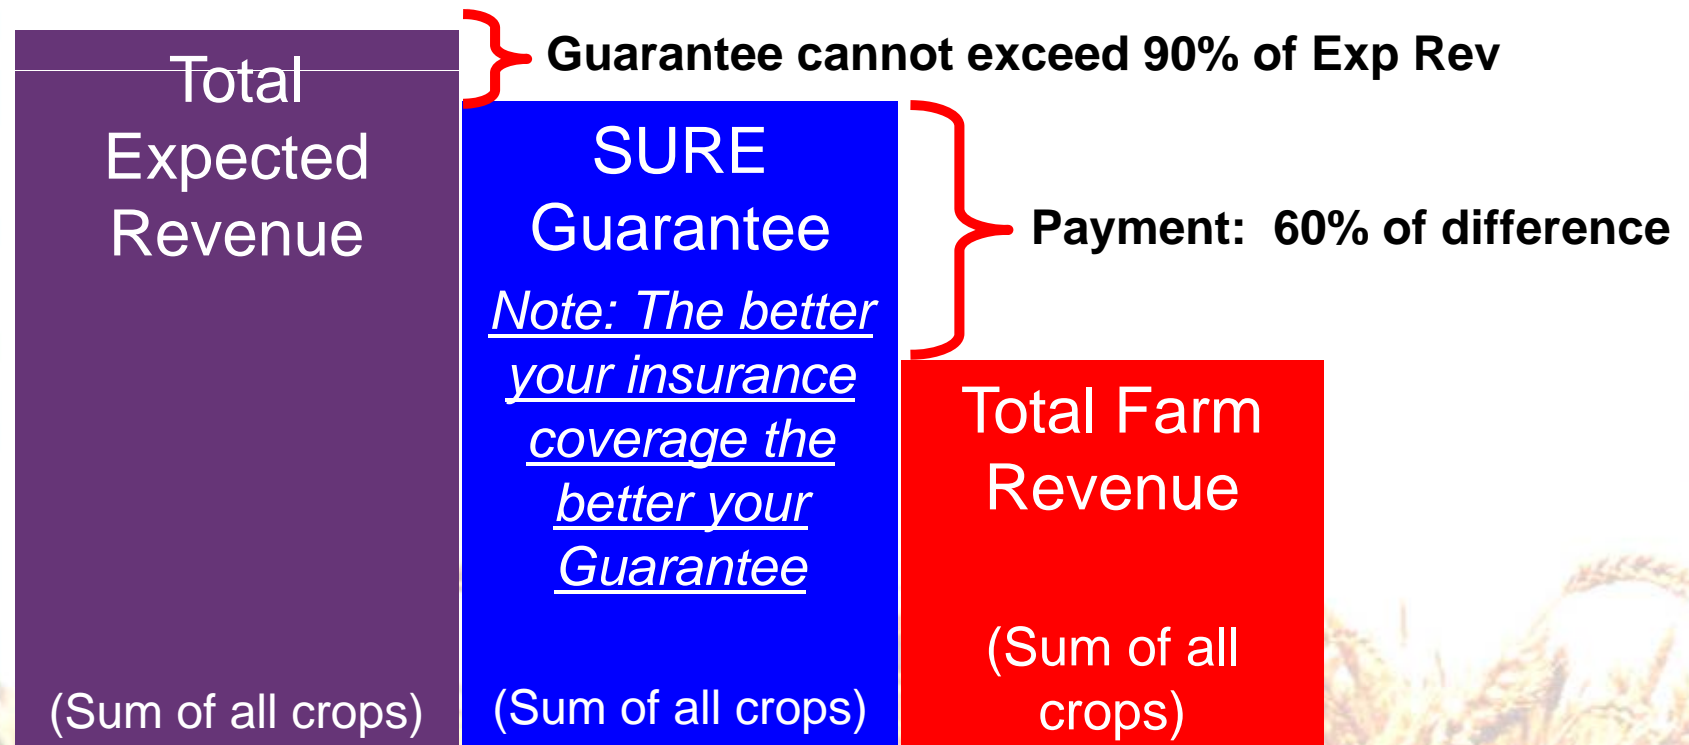 Guarantee cannot exceed 90% of Exp Rev
Total
Expected
Revenue
(Sum of all crops)
SURE
Guarantee
Note: The better
your insurance
coverage the
better your
Guarantee
(Sum of all crops)
Payment: 60% of difference
Total Farm
Revenue
(Sum of all
crops)